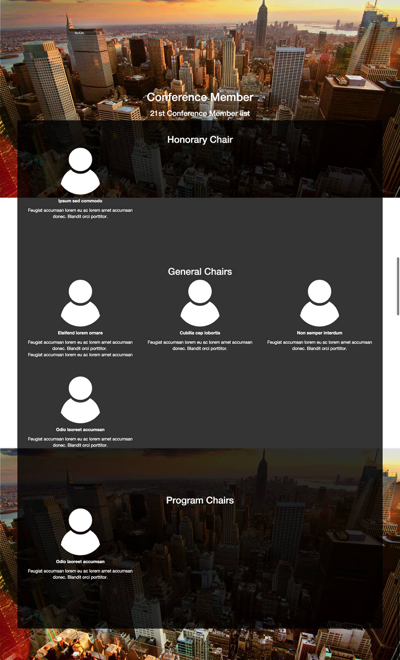 Conference Member
21st Conference Member list
Honorary Chair
Ipsum sed commodo
Feugiat accumsan lorem eu ac lorem amet accumsan
donec. Blandit orci porttitor.
General Chairs
Eleifend lorem ornare
Feugiat accumsan lorem eu ac lorem amet accumsan
donec. Blandit orci porttitor.
Feugiat accumsan lorem eu ac lorem amet accumsan
Cubilia cep lobortis
Feugiat accumsan lorem eu ac lorem amet accumsan
donec. Blandit orci porttitor.
Non semper interdum
Feugiat accumsan lorem eu ac lorem amet accumsan
donec. Blandit orci porttitor.
Odio laoreet accumsan
Feugiat accumsan lorem eu ac lorem amet accumsan
donec. Blandit orci porttitor.
Program Chairs
Odio laoreet accumsan
Feugiat accumsan lorem eu ac lorem amet accumsan
donec. Blandit orci porttitor.